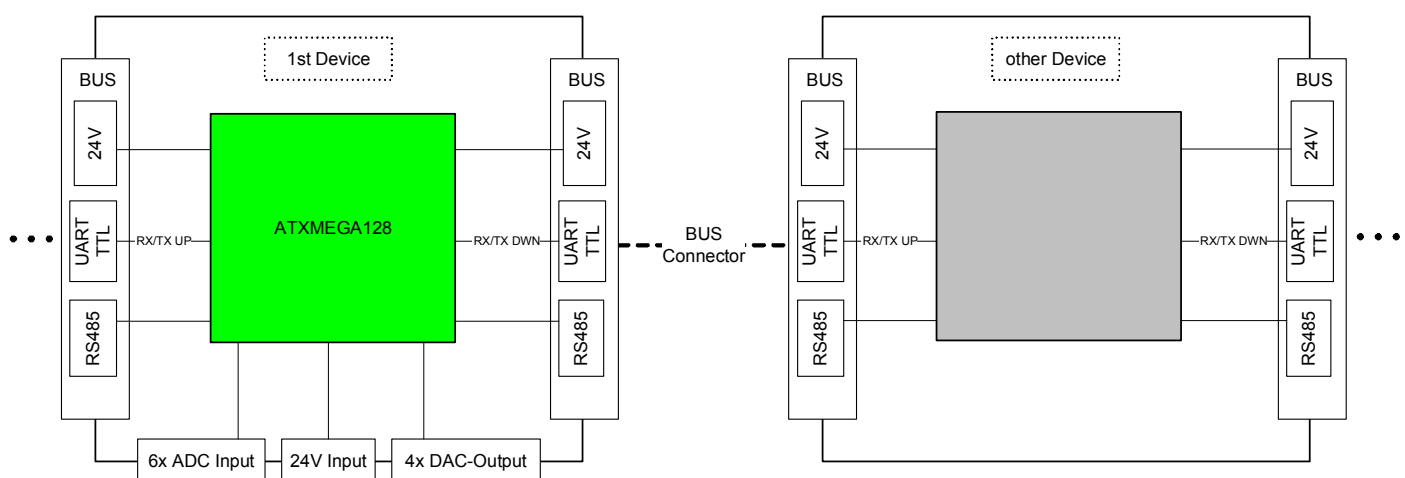 1st Device
BUS
24V
UART
TTL
RS485
RX/TX UP
ATXMEGA128
RX/TX DWN
BUS
24V
UART
TTL
RS485
6x ADC Input
24V Input
4x DAC-Output
BUS
Connector
other Device
BUS
24V
UART
TTL
RS485
RX/TX UP
RX/TX DWN
BUS
24V
UART
TTL
RS485